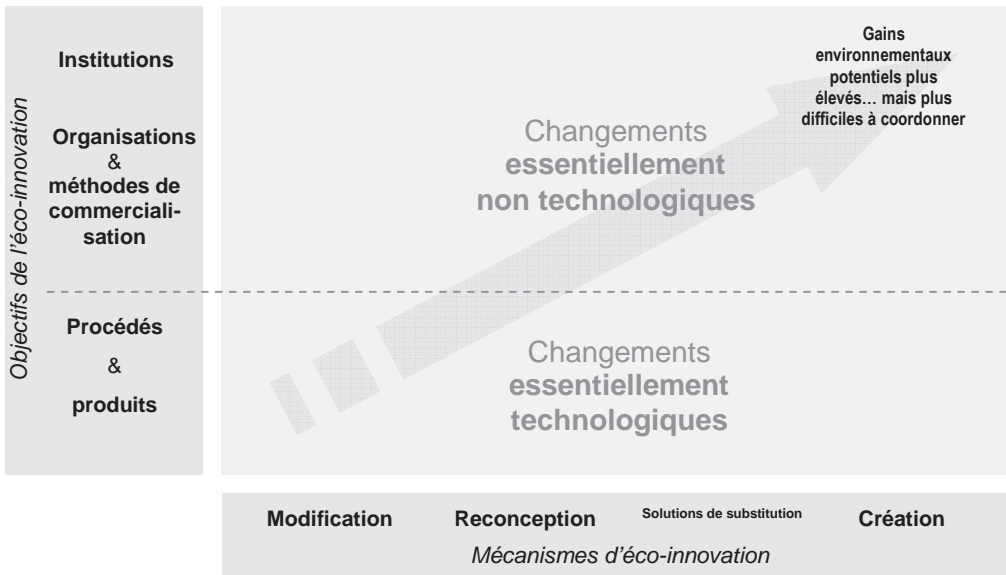 Objectifs de l'éco-innovation
Institutions
Organisations
&
méthodes de
commerciali-
sation
Procédés
&
produits
Gains
environnementaux
potentiels plus
élevés… mais plus
difficiles à coordonner
Changements
essentiellement
non technologiques
Changements
essentiellement
technologiques
Modification Reconception Solutions de substitution Création
Mécanismes d'éco-innovation